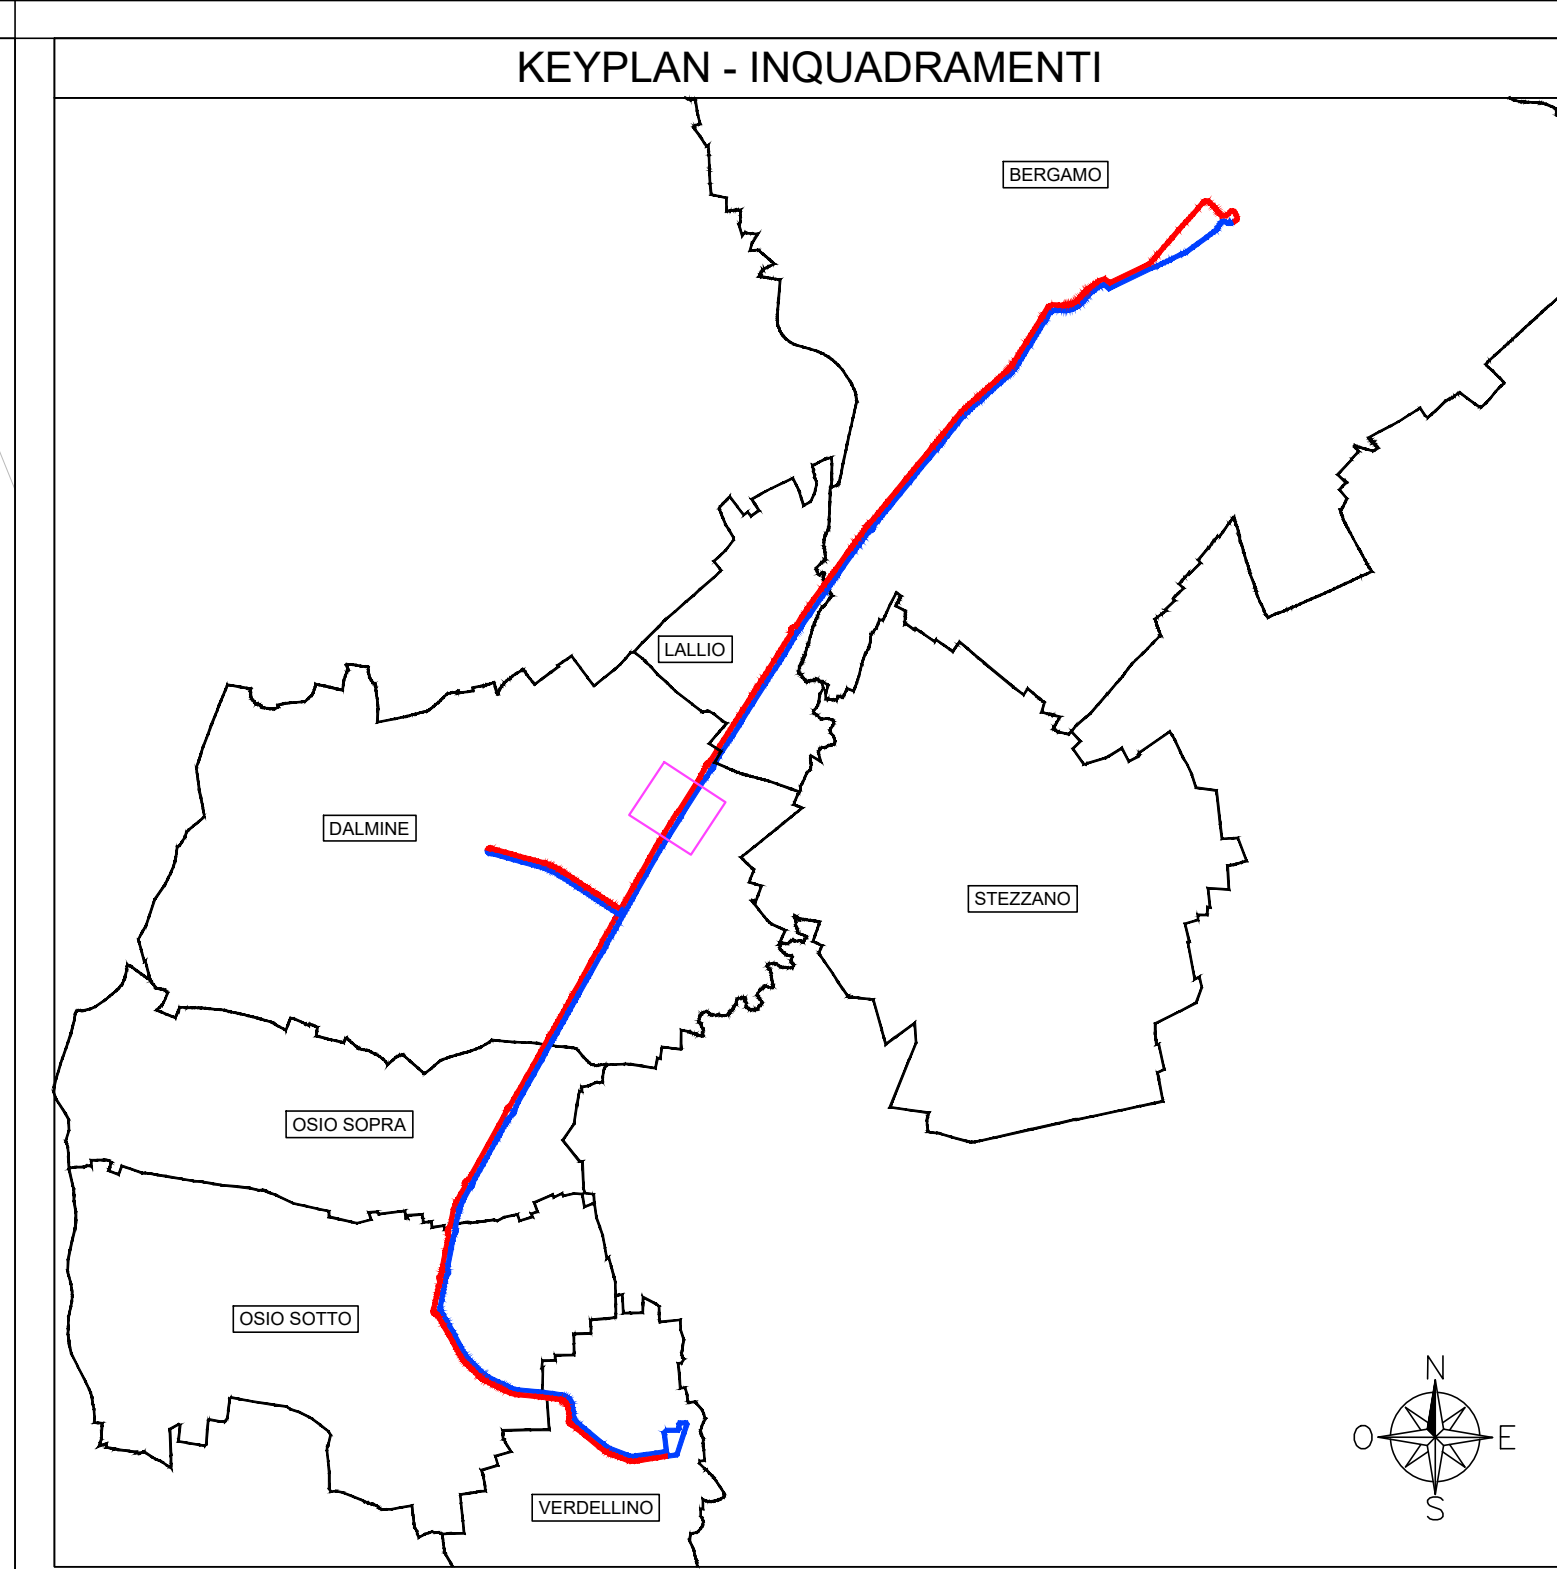 KEYPLAN - INQUADRAMENTI
BERGAMO
LALLIO
DALMINE
STEZZANO
OSIO SOPRA
OSIO SOTTO
VERDELLINO
N
O
E
S